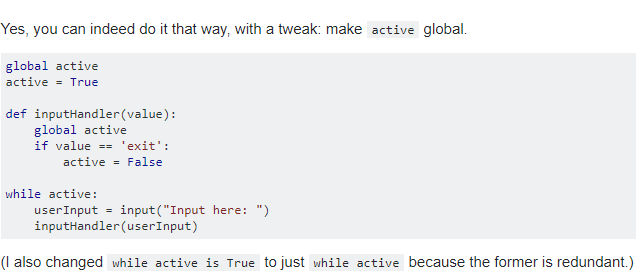 Yes, you can indeed do it that way, with a tweak: make active global.
global active
active = True
def inputHandler(value):
    global active
    if value == 'exit':
        active = False
while active:
    userInput = input("Input here: ")
    inputHandler(userInput)
(I also changed while active is True to just while active because the former is redundant.)